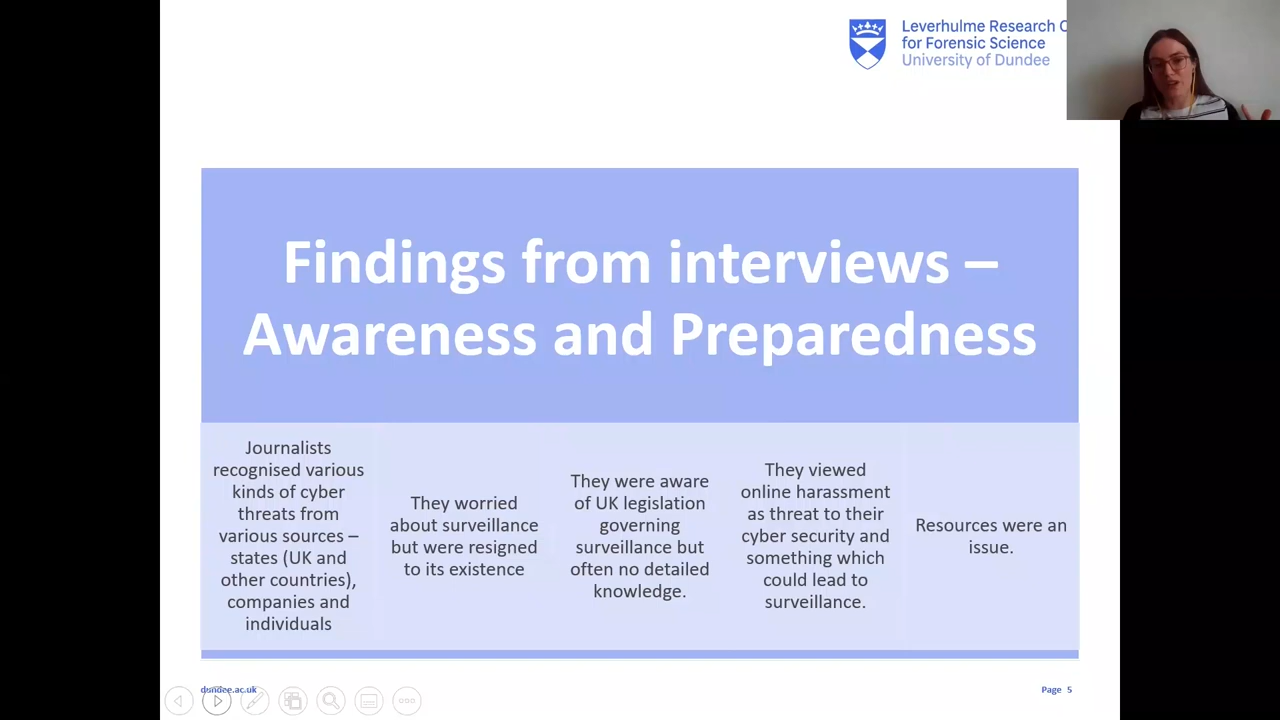 Leverhulme Research
for Forensic Science
University of Dundee
Findings from interviews –
Awareness and Preparedness
Journalists
recognised various
kinds of cyber
threats from
various sources –
states (UK and
other countries),
companies and
individuals
They worried
about surveillance
but were resigned
to its existence
They were aware
of UK legislation
governing
surveillance but
often no detailed
knowledge.
They viewed
online harassment
as threat to their
cyber security and
something which
could lead to
surveillance.
Resources were an
issue.
dundee.ac.uk
Page 5